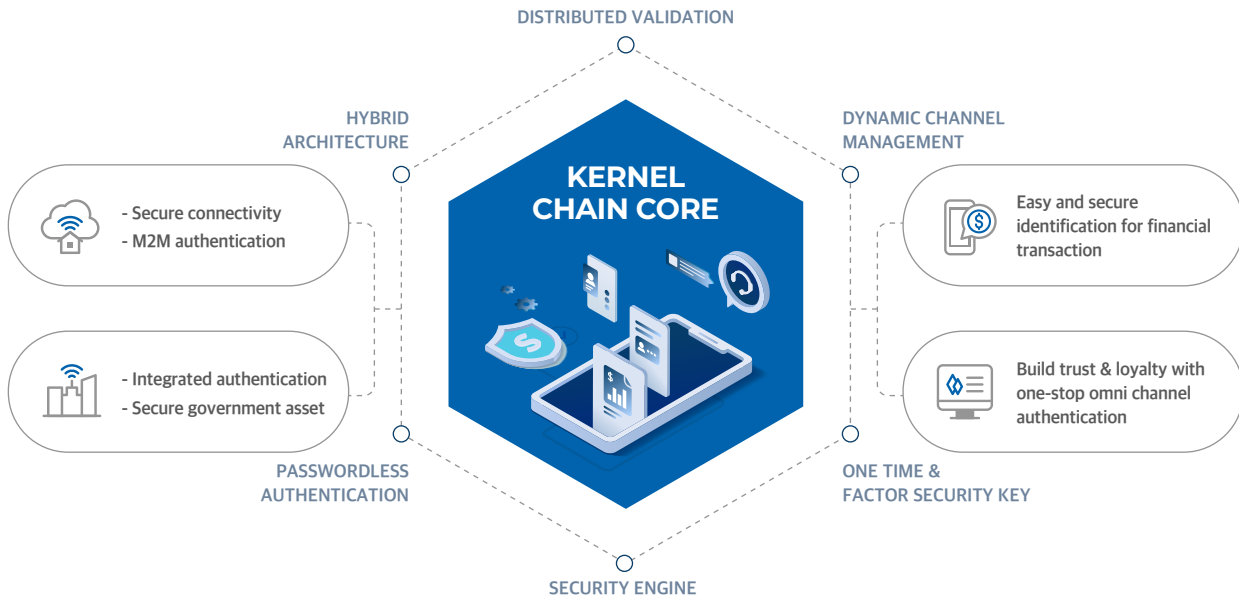 DISTRIBUTED VALIDATION
HYBRID
ARCHITECTURE
DYNAMIC CHANNEL
MANAGEMENT
KERNEL
CHAIN CORE
- Secure connectivity
- M2M authentication
Easy and secure
identification for financial
transaction
$
S
$
- Integrated authentication
- Secure government asset
Build trust & loyalty with
one-stop omni channel
authentication
PASSWORDLESS
AUTHENTICATION
ONE TIME &
FACTOR SECURITY KEY
SECURITY ENGINE